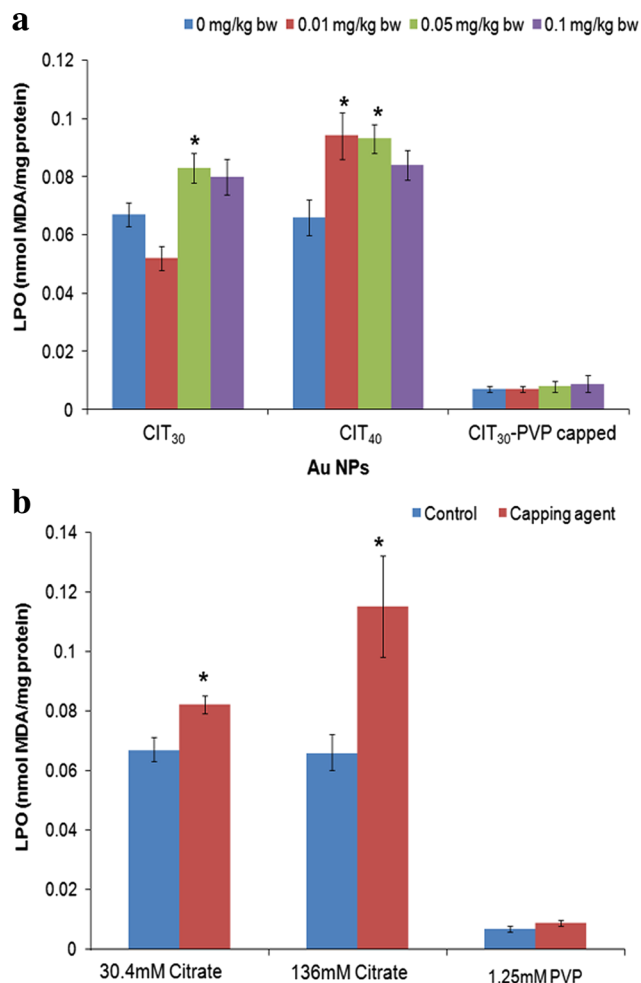 a
0 mg/kg bw 0.01 mg/kg bw 0.05 mg/kg bw 0.1 mg/kg bw
LPO (nmol MDA/mg protein)
0.12
0.1
0.08
0.06
0.04
0.02
0
*
*
*
CIT30
CIT40
CIT30-PVP capped
Au NPs
b
Control Capping agent
LPO (nmol MDA/mg protein)
0.14
0.12
0.1
0.08
0.06
0.04
0.02
0
*
*
30.4mM Citrate
136mM Citrate
1.25mM PVP